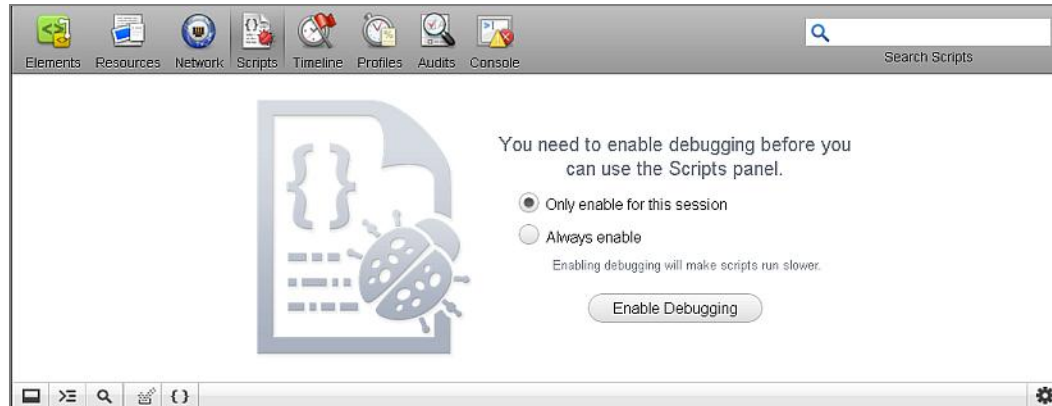 Elements Resources Network Scripts Timeline Profiles Audits Console
Search Scripts
You need to enable debugging before you
can use the Scripts panel.
Only enable for this session
Always enable
Enabling debugging will make scripts run slower.
Enable Debugging